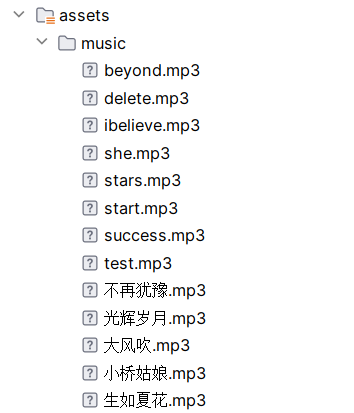 assets
music
beyond.mp3
delete.mp3
ibelieve.mp3
she.mp3
stars.mp3
start.mp3
success.mp3
test.mp3
不再犹豫.mp3
光辉岁月.mp3
大风吹.mp3
小桥姑娘.mp3
生如夏花.mp3